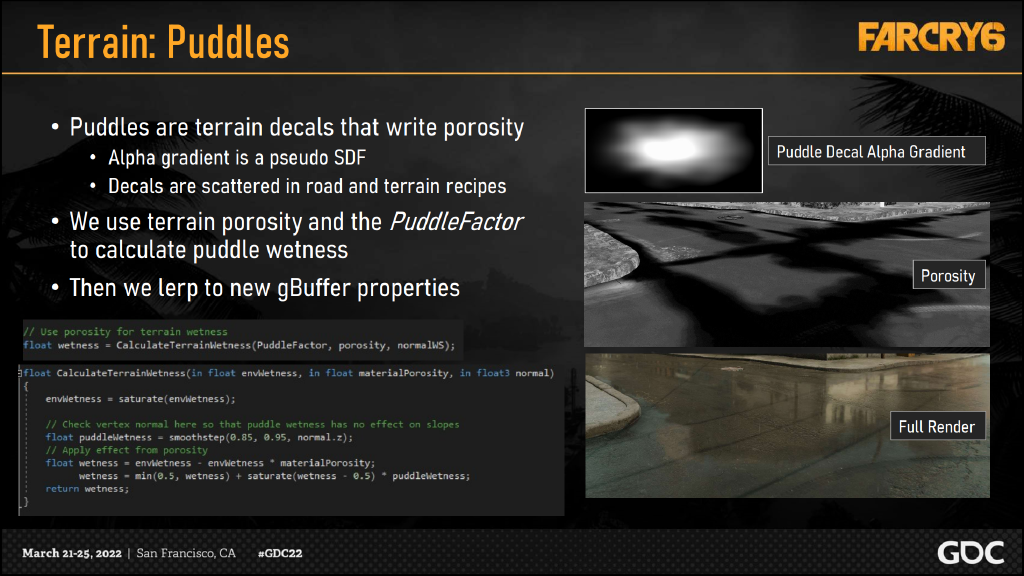 Terrain: Puddles
FARCRY6
• Puddles are terrain decals that write porosity
• Alpha gradient is a pseudo SDF
• Decals are scattered in road and terrain recipes
• We use terrain porosity and the PuddleFactor
to calculate puddle wetness
• Then we lerp to new gBuffer properties
Puddle Decal Alpha Gradient
Porosity
Full Render
// Use porosity for terrain wetness
float wetness = CalculateTerrainWetness(PuddleFactor, porosity, normalWS);
float CalculateTerrainWetness(in float envWetness, in float materialPorosity, in float3 normal)
{
envWetness = saturate(envWetness);
// Check vertex normal here so that puddle wetness has no effect on slopes
float puddleWetness = smoothstep(0.85, 0.95, normal.z);
// Apply effect from porosity
float wetness = envWetness - envWetness * materialPorosity;
wetness = min(0.5, wetness) + saturate(wetness - 0.5) * puddleWetness;
return wetness;
}
March 21-25, 2022 | San Francisco, CA #GDC22
GDC